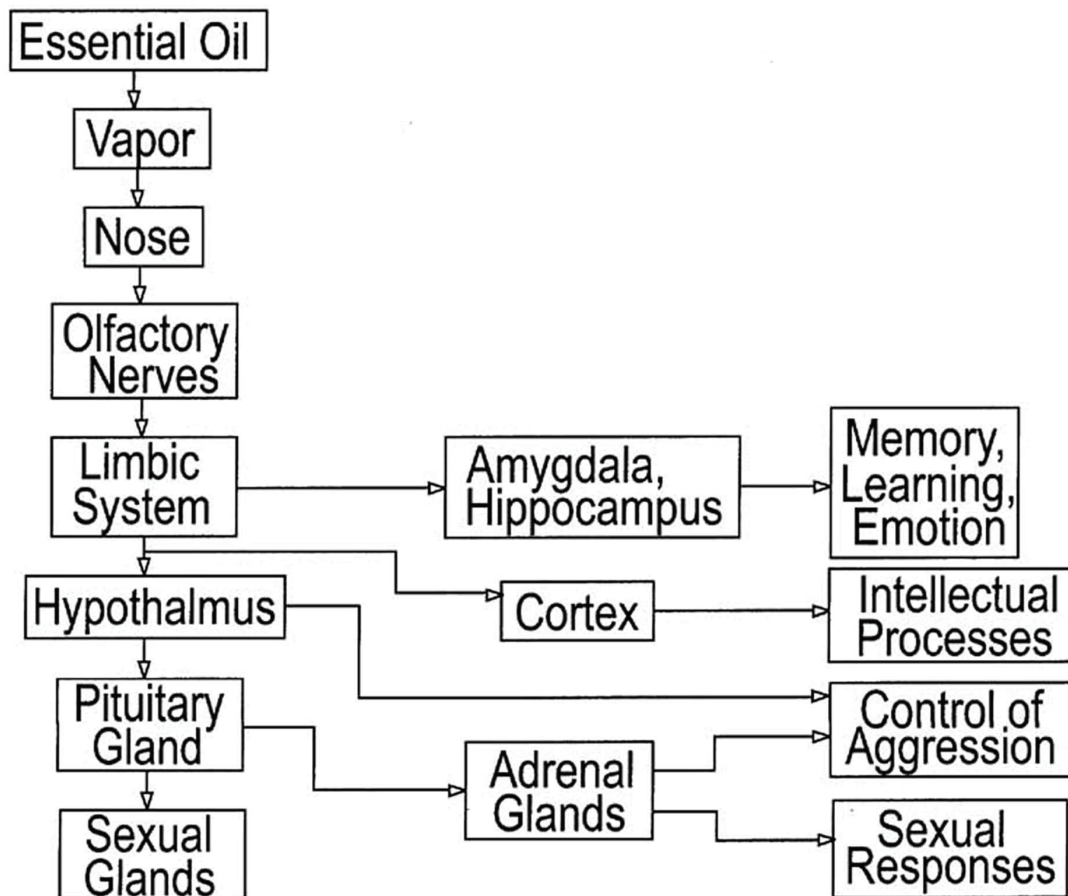 Essential Oil
Vapor
Nose
Olfactory
Nerves
Limbic
System
Amygdala,
Hippocampus
Memory,
Learning,
Emotion
Hypothalmus
Cortex
Intellectual
Processes
Pituitary
Gland
Adrenal
Glands
Control of
Aggression
Sexual
Glands
Sexual
Responses